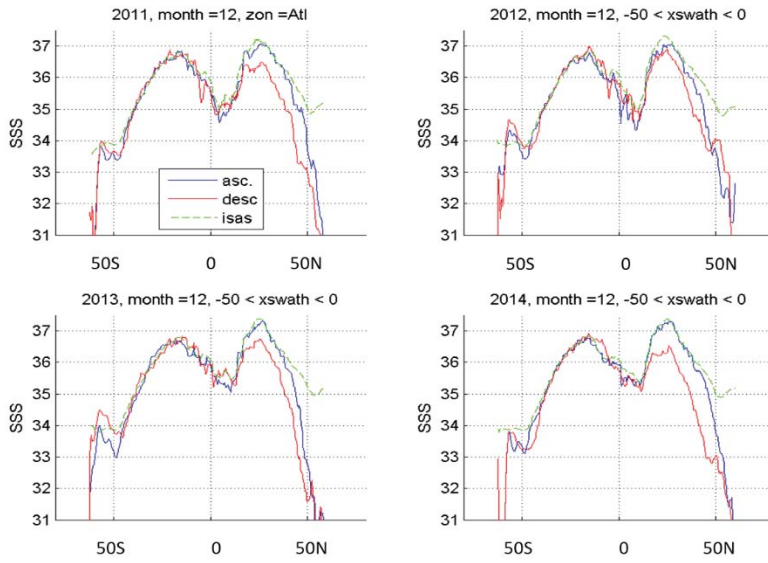 2011, month =12, zon =Atl
37
36
35
34
33
32
31
SSS
asc.
desc
isas
50S 0 50N
2012, month =12, -50 < xswath < 0
37
36
35
34
33
32
31
SSS
50S 0 50N
2013, month =12, -50 < xswath < 0
37
36
35
34
33
32
31
SSS
50S 0 50N
2014, month =12, -50 < xswath < 0
37
36
35
34
33
32
31
SSS
50S 0 50N